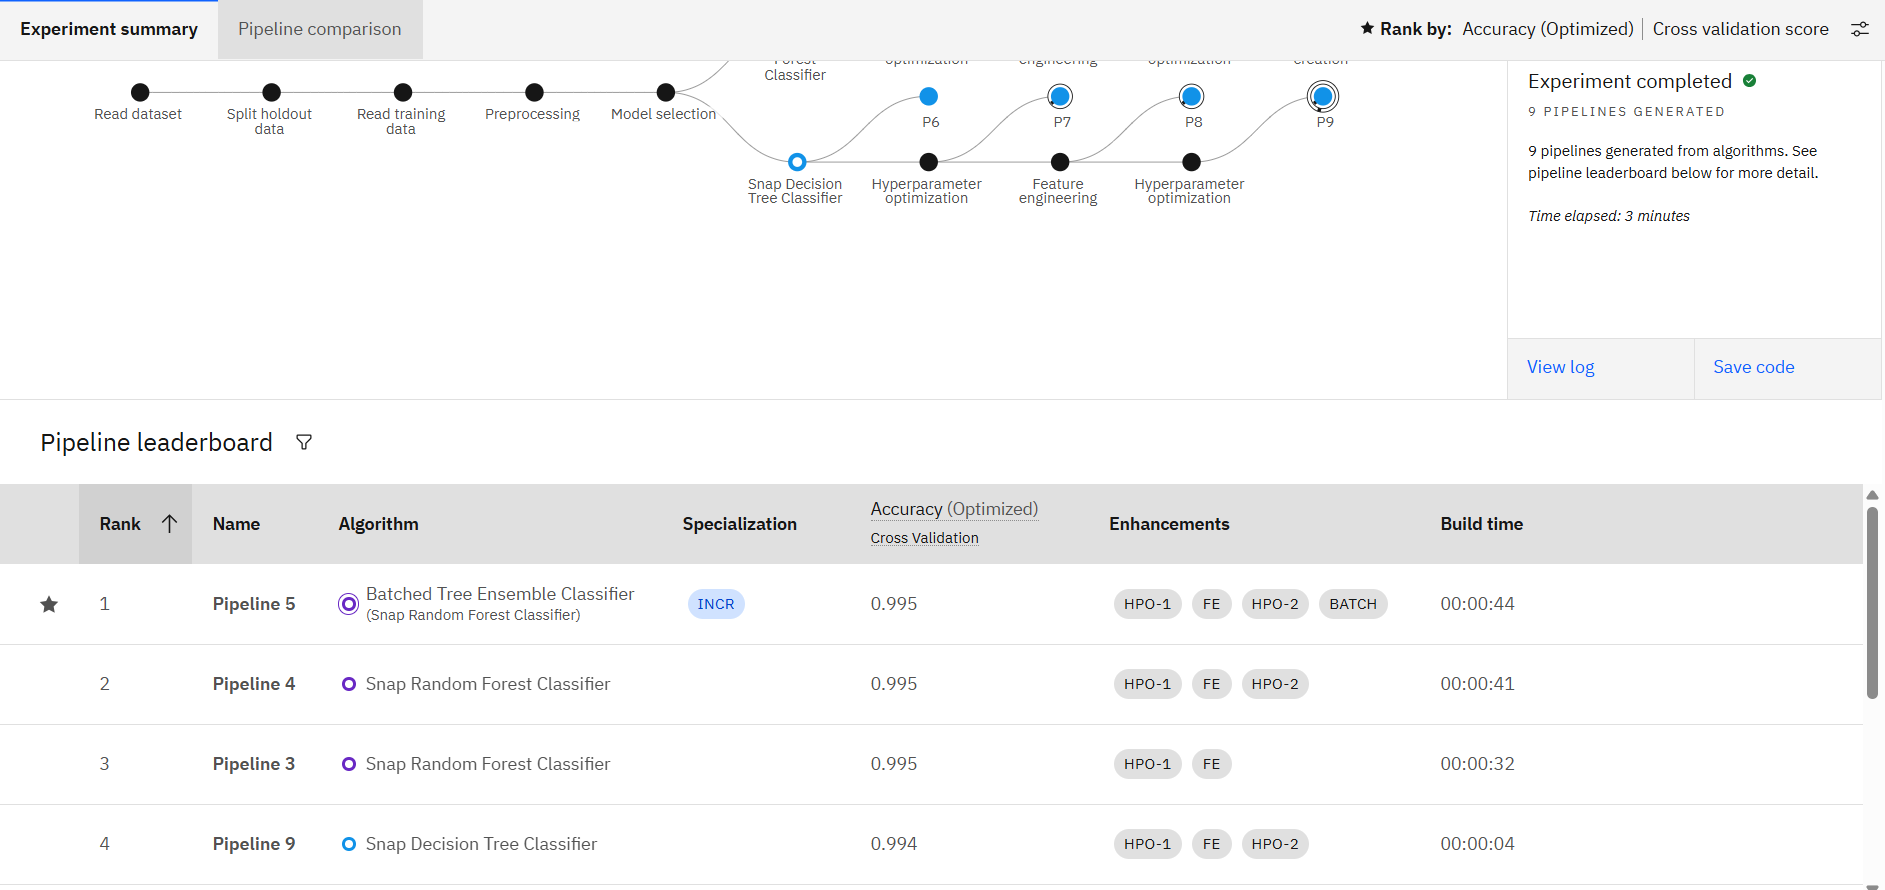 Experiment summary
Pipeline comparison
Rank by: Accuracy (Optimized) | Cross validation score
Forest
Classifier
optimization
engineering
optimization
creation
Read dataset
Split holdout
data
Read training
data
Preprocessing
Model selection
P6
P7
P8
P9
Snap Decision
Tree Classifier
Hyperparameter
optimization
Feature
engineering
Hyperparameter
optimization
Experiment completed
9 PIPELINES GENERATED
9 pipelines generated from algorithms. See
pipeline leaderboard below for more detail.
Time elapsed: 3 minutes
View log
Save code
Pipeline leaderboard
Rank
Name
Algorithm
Specialization
Accuracy (Optimized)
Cross Validation
Enhancements
Build time
1
Pipeline 5
Batched Tree Ensemble Classifier
(Snap Random Forest Classifier)
INCR
0.995
HPO-1 FE HPO-2 BATCH
00:00:44
2
Pipeline 4
Snap Random Forest Classifier
0.995
HPO-1 FE HPO-2
00:00:41
3
Pipeline 3
Snap Random Forest Classifier
0.995
HPO-1 FE
00:00:32
4
Pipeline 9
Snap Decision Tree Classifier
0.994
HPO-1 FE HPO-2
00:00:04